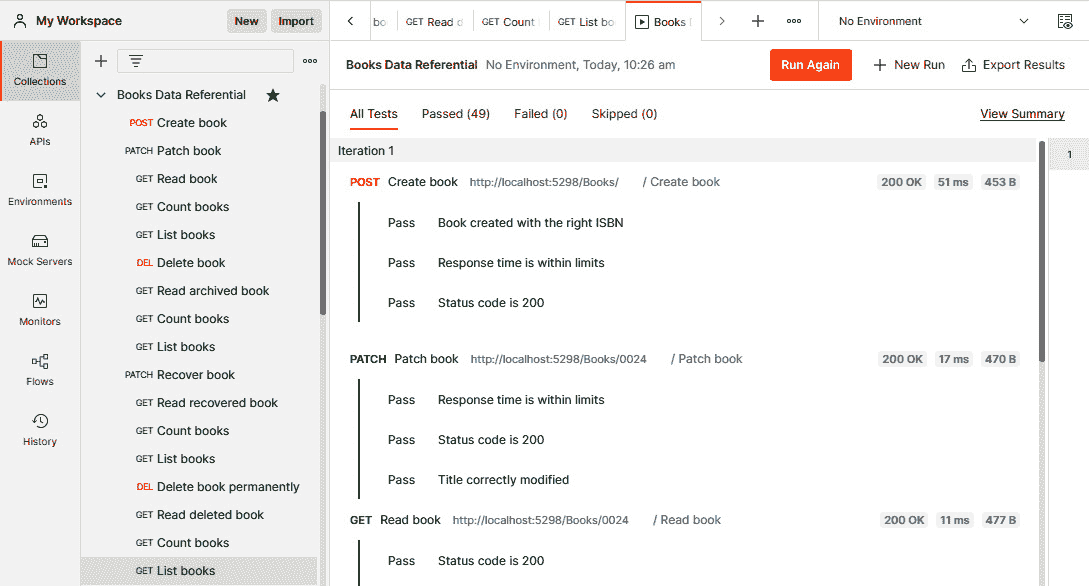 My Workspace New Import
bo GET Read GET Count GET List bo Books No Environment
Collections
APIs
Environments
Mock Servers
Monitors
Flows
History
Books Data Referential
POST Create book
PATCH Patch book
GET Read book
GET Count books
GET List books
DEL Delete book
GET Read archived book
GET Count books
GET List books
PATCH Recover book
GET Read recovered book
GET Count books
GET List books
DEL Delete book permanently
GET Read deleted book
GET Count books
GET List books
Books Data Referential No Environment, Today, 10:26 am Run Again New Run Export Results
All Tests Passed (49) Failed (0) Skipped (0) View Summary
Iteration 1
1
POST Create book http://localhost:5298/Books/ / Create book 200 OK 51 ms 453 B
Pass Book created with the right ISBN
Pass Response time is within limits
Pass Status code is 200
PATCH Patch book http://localhost:5298/Books/0024 / Patch book 200 OK 17 ms 470 B
Pass Response time is within limits
Pass Status code is 200
Pass Title correctly modified
GET Read book http://localhost:5298/Books/0024 / Read book 200 OK 11 ms 477 B
Pass Status code is 200